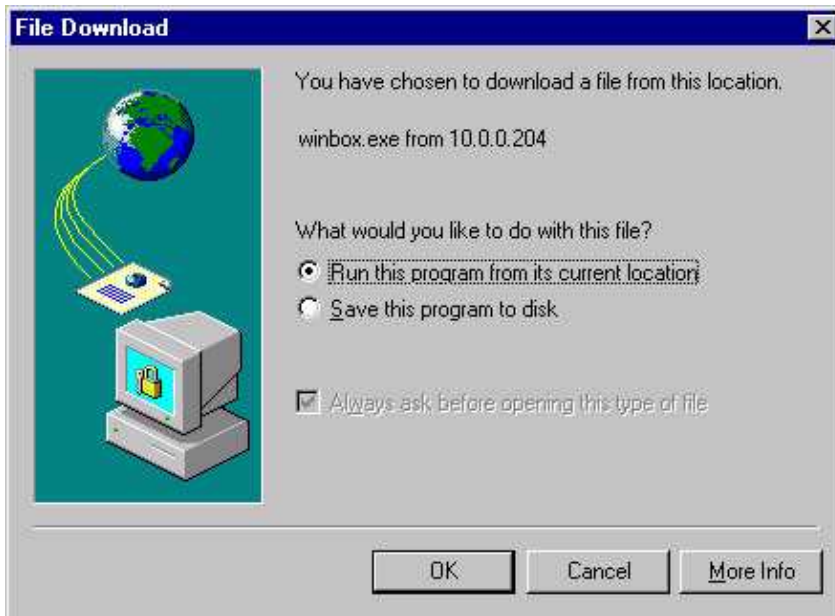 File Download
You have chosen to download a file from this location.
winbox.exe from 10.0.0.204
What would you like to do with this file?
Run this program from its current location
Save this program to disk
Always ask before opening this type of file
OK
Cancel
More Info